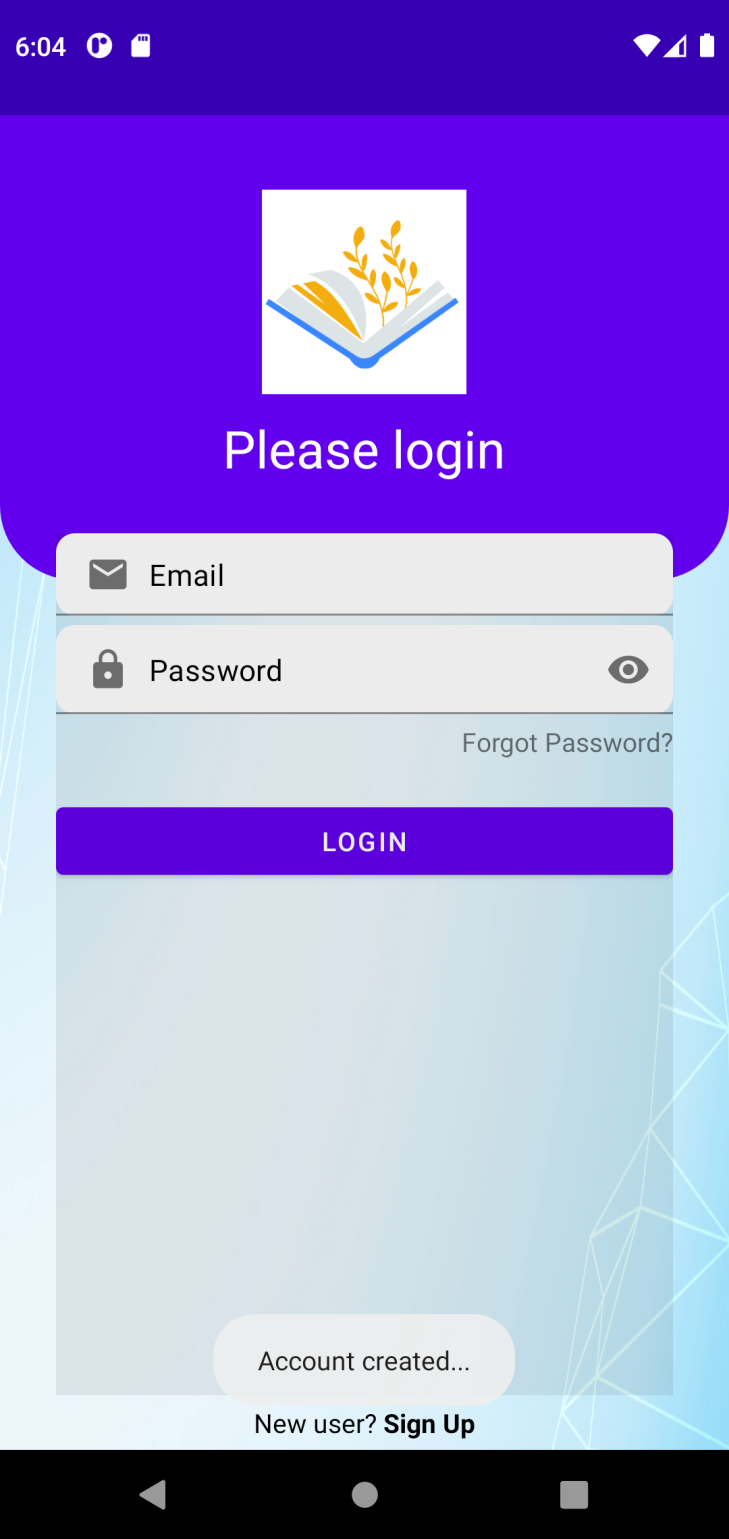 6:04
Please login
Email
Password
Forgot Password?
LOGIN
Account created...
New user? Sign Up